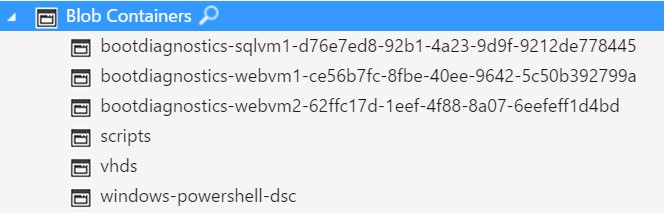 Blob Containers
bootdiagnostics-sqlvm1-d76e7ed8-92b1-4a23-9d9f-9212de778445
bootdiagnostics-webvm1-ce56b7fc-8fbe-40ee-9642-5c50b392799a
bootdiagnostics-webvm2-62ffc17d-1eef-4f88-8a07-6eefeff1d4bd
scripts
vhds
windows-powershell-dsc